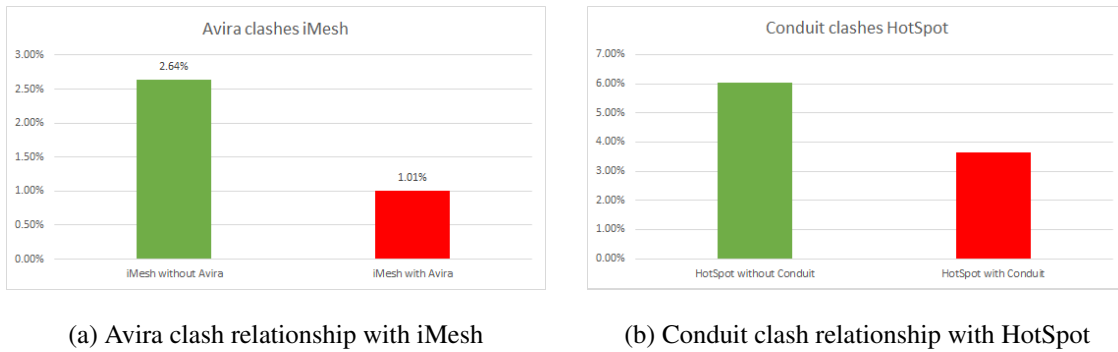 Avira clashes iMesh
3.00%
2.50%
2.00%
1.50%
1.00%
0.50%
0.00%
2.64%
1.01%
iMesh without Avira
iMesh with Avira
(a) Avira clash relationship with iMesh
Conduit clashes HotSpot
7.00%
6.00%
5.00%
4.00%
3.00%
2.00%
1.00%
0.00%
HotSpot without Conduit
HotSpot with Conduit
(b) Conduit clash relationship with HotSpot